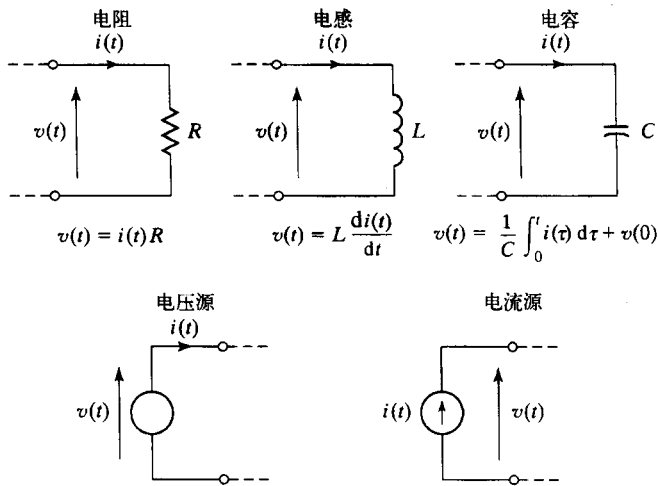 电阻 电感 电容
i(t) i(t) i(t)
v(t) R v(t) L v(t) C
v(t) = i(t)R v(t) = L di(t)/dt v(t) = 1/C ∫₀ᵗ i(τ) dτ + v(0)
电压源 电流源
i(t)
v(t) i(t) v(t)